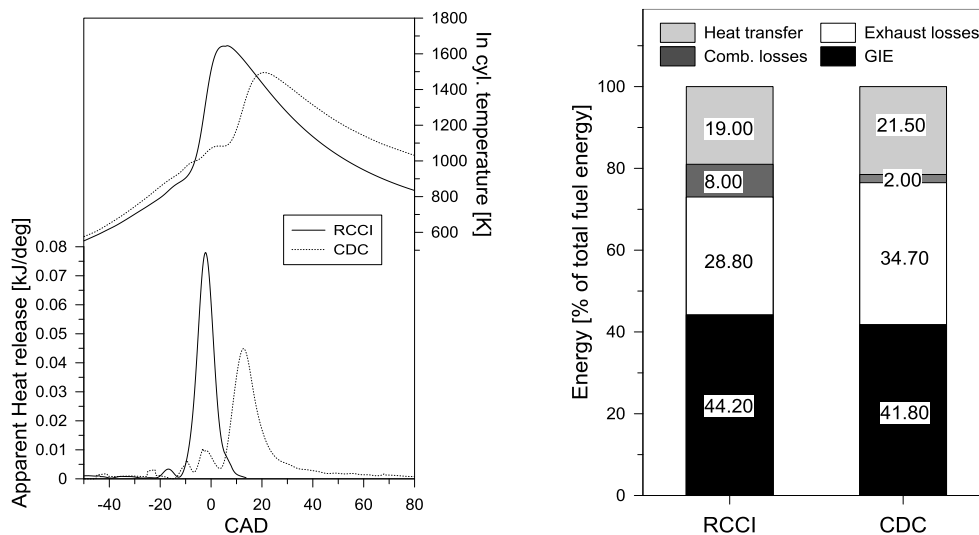 1800
1600
1400
1200
1000
800
600
In cyl. temperature [K]
RCCI
CDC
0.08
0.07
0.06
0.05
0.04
0.03
0.02
0.01
0
Apparent Heat release [kJ/deg]
-40 -20 0 20 40 60 80
CAD
Heat transfer Exhaust losses
Comb. losses GIE
100
80
60
40
20
0
Energy [% of total fuel energy]
19.00 21.50
8.00 2.00
28.80 34.70
44.20 41.80
RCCI CDC